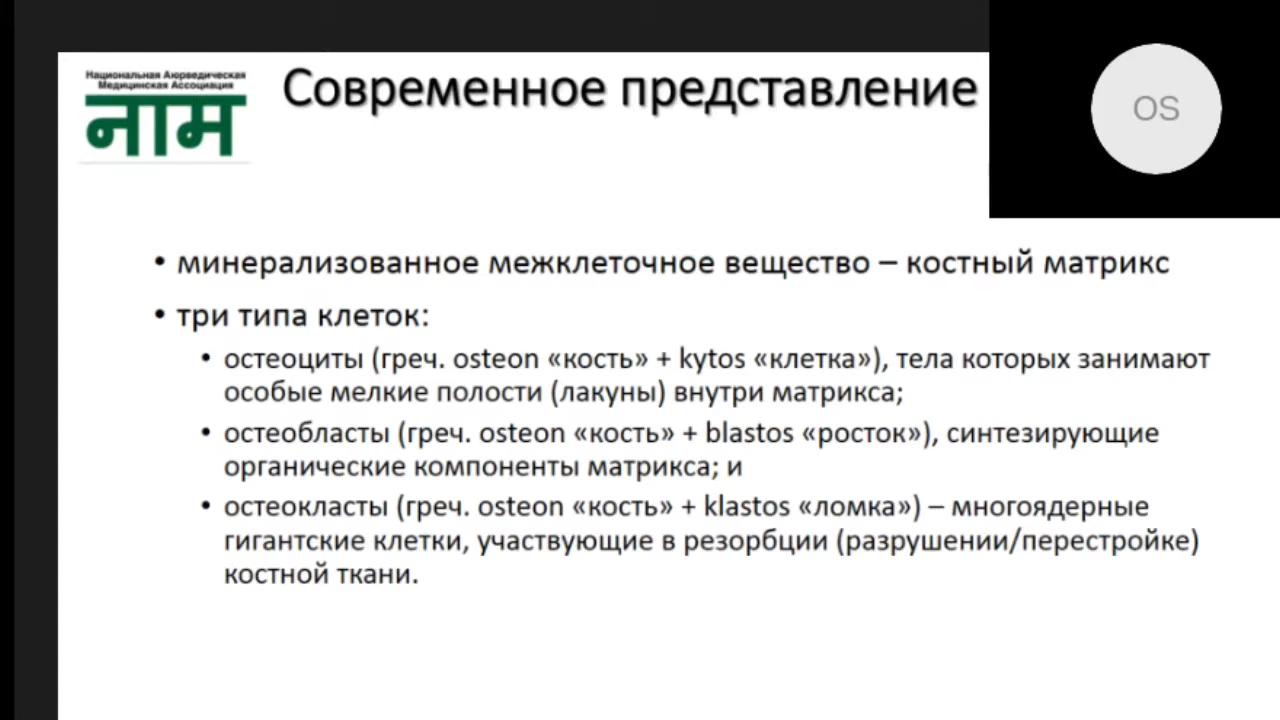 Национальная Аюрведическая
Медицинская Ассоциация
नाम
Современное представление
OS
• минерализованное межклеточное вещество – костный матрикс
• три типа клеток:
• остеоциты (греч. osteon «кость» + kytos «клетка»), тела которых занимают
особые мелкие полости (лакуны) внутри матрикса;
• остеобласты (греч. osteon «кость» + blastos «росток»), синтезирующие
органические компоненты матрикса; и
• остеокласты (греч. osteon «кость» + klastos «ломка») – многоядерные
гигантские клетки, участвующие в резорбции (разрушении/перестройке)
костной ткани.